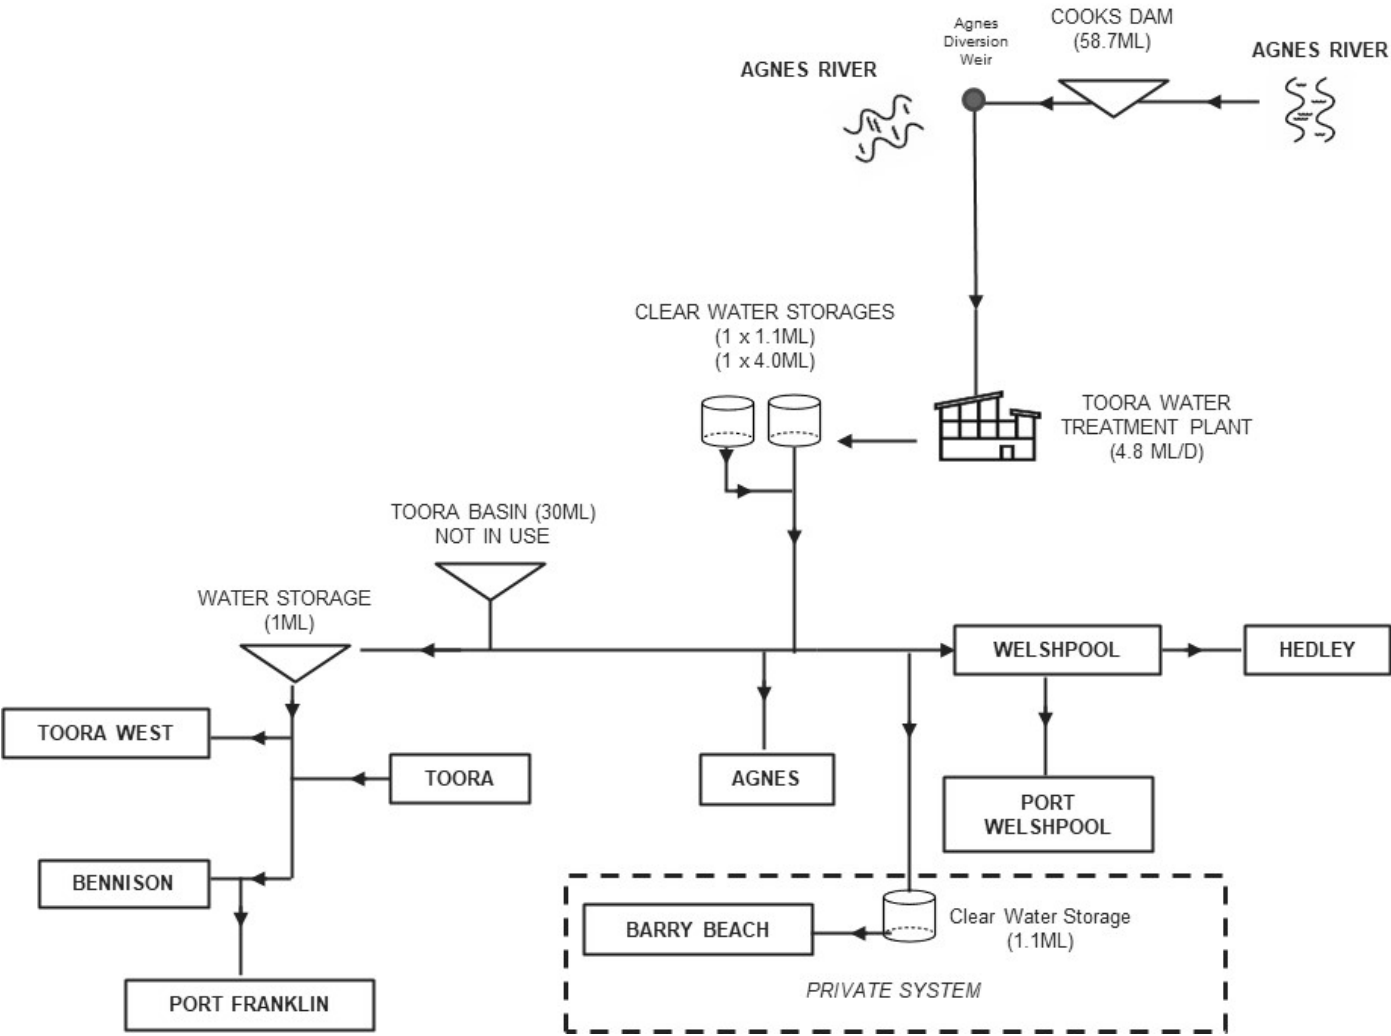 Agnes
Diversion
Weir
COOKS DAM
(58.7ML)
AGNES RIVER
AGNES RIVER
CLEAR WATER STORAGES
(1 x 1.1ML)
(1 x 4.0ML)
TOORA WATER
TREATMENT PLANT
(4.8 ML/D)
TOORA BASIN (30ML)
NOT IN USE
WATER STORAGE
(1ML)
WELSHPOOL
HEDLEY
TOORA WEST
TOORA
AGNES
PORT
WELSHPOOL
BENNISON
BARRY BEACH
Clear Water Storage
(1.1ML)
PRIVATE SYSTEM
PORT FRANKLIN